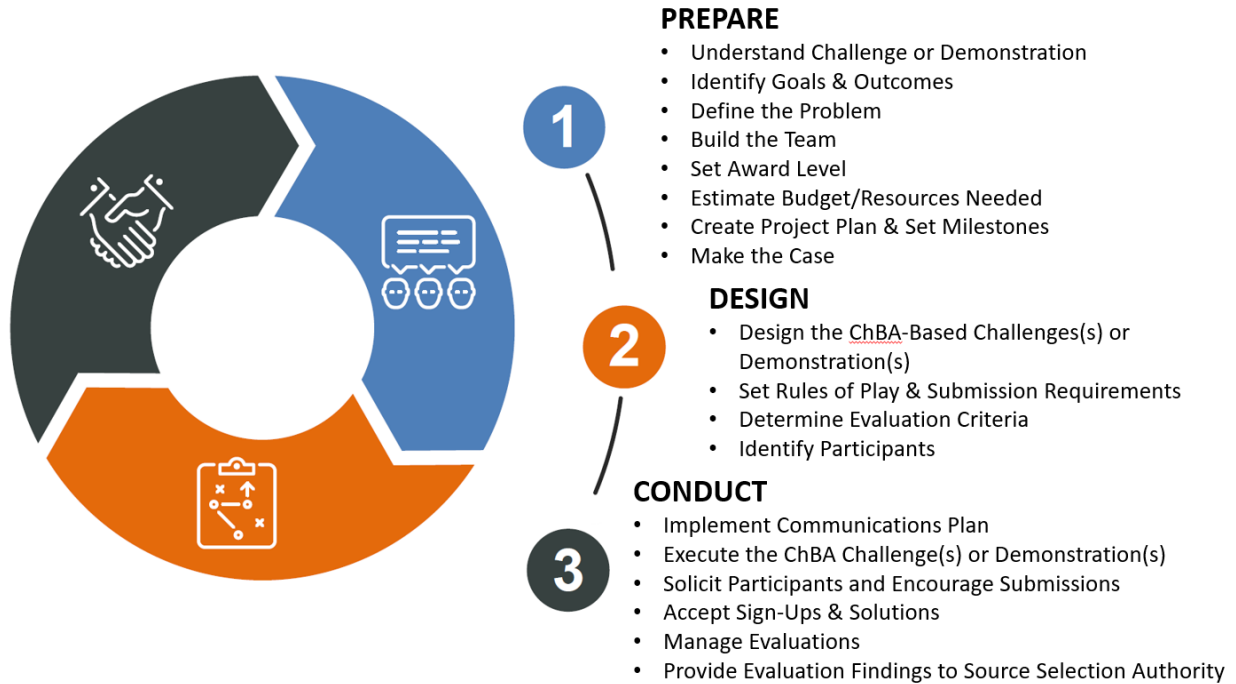 1
PREPARE
• Understand Challenge or Demonstration
• Identify Goals & Outcomes
• Define the Problem
• Build the Team
• Set Award Level
• Estimate Budget/Resources Needed
• Create Project Plan & Set Milestones
• Make the Case
2
DESIGN
• Design the ChBA-Based Challenges(s) or
Demonstration(s)
• Set Rules of Play & Submission Requirements
• Determine Evaluation Criteria
• Identify Participants
3
CONDUCT
• Implement Communications Plan
• Execute the ChBA Challenge(s) or Demonstration(s)
• Solicit Participants and Encourage Submissions
• Accept Sign-Ups & Solutions
• Manage Evaluations
• Provide Evaluation Findings to Source Selection Authority